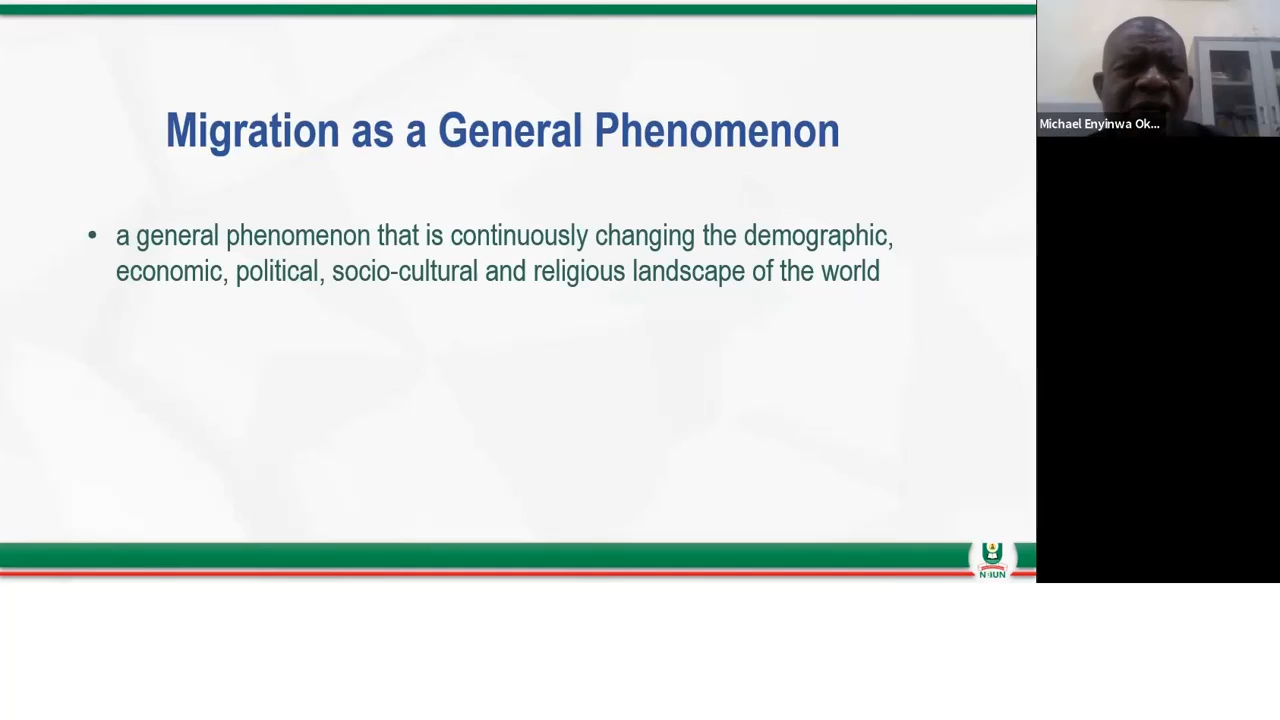 Migration as a General Phenomenon
• a general phenomenon that is continuously changing the demographic,
economic, political, socio-cultural and religious landscape of the world
Michael Enyinwa Ok...